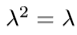 λ² = λ